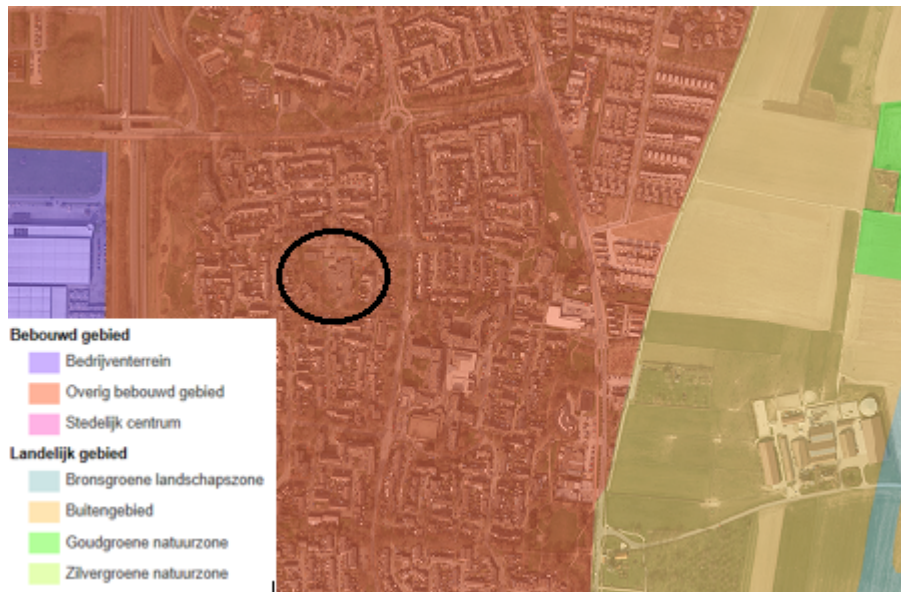 Bebouwd gebied
Bedrijventerrein
Overig bebouwd gebied
Stedelijk centrum
Landelijk gebied
Bronsgroene landschapszone
Buitengebied
Goudgroene natuurzone
Zilvergroene natuurzone